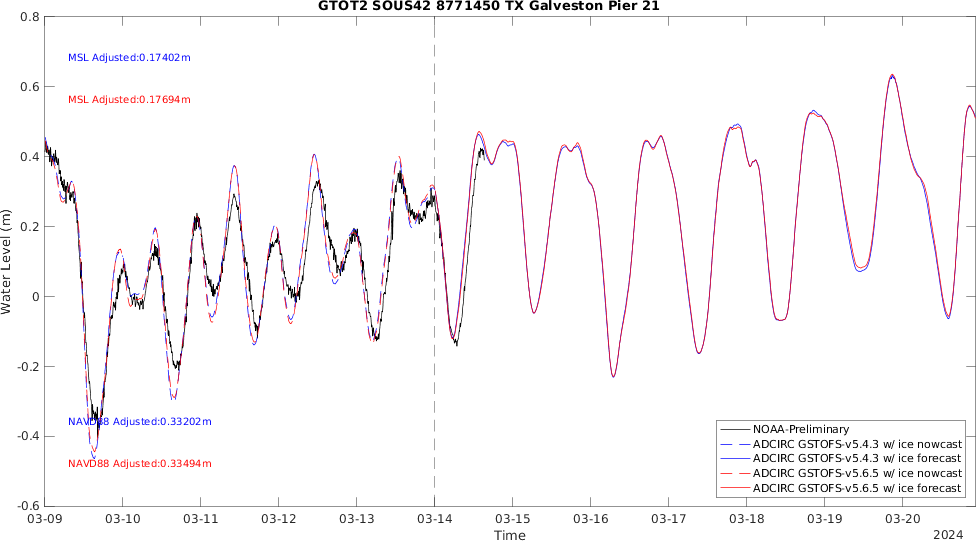 GTOT2 SOUS42 8771450 TX Galveston Pier 21
Water Level (m)
0.8
0.6
0.4
0.2
0
-0.2
-0.4
-0.6
MSL Adjusted:0.17402m
MSL Adjusted:0.17694m
NAVD88 Adjusted:0.33202m
NAVD88 Adjusted:0.33494m
NOAA-Preliminary
ADCIRC GSTOFS-v5.4.3 w/ ice nowcast
ADCIRC GSTOFS-v5.4.3 w/ ice forecast
ADCIRC GSTOFS-v5.6.5 w/ ice nowcast
ADCIRC GSTOFS-v5.6.5 w/ ice forecast
03-09 03-10 03-11 03-12 03-13 03-14 03-15 03-16 03-17 03-18 03-19 03-20
Time
2024